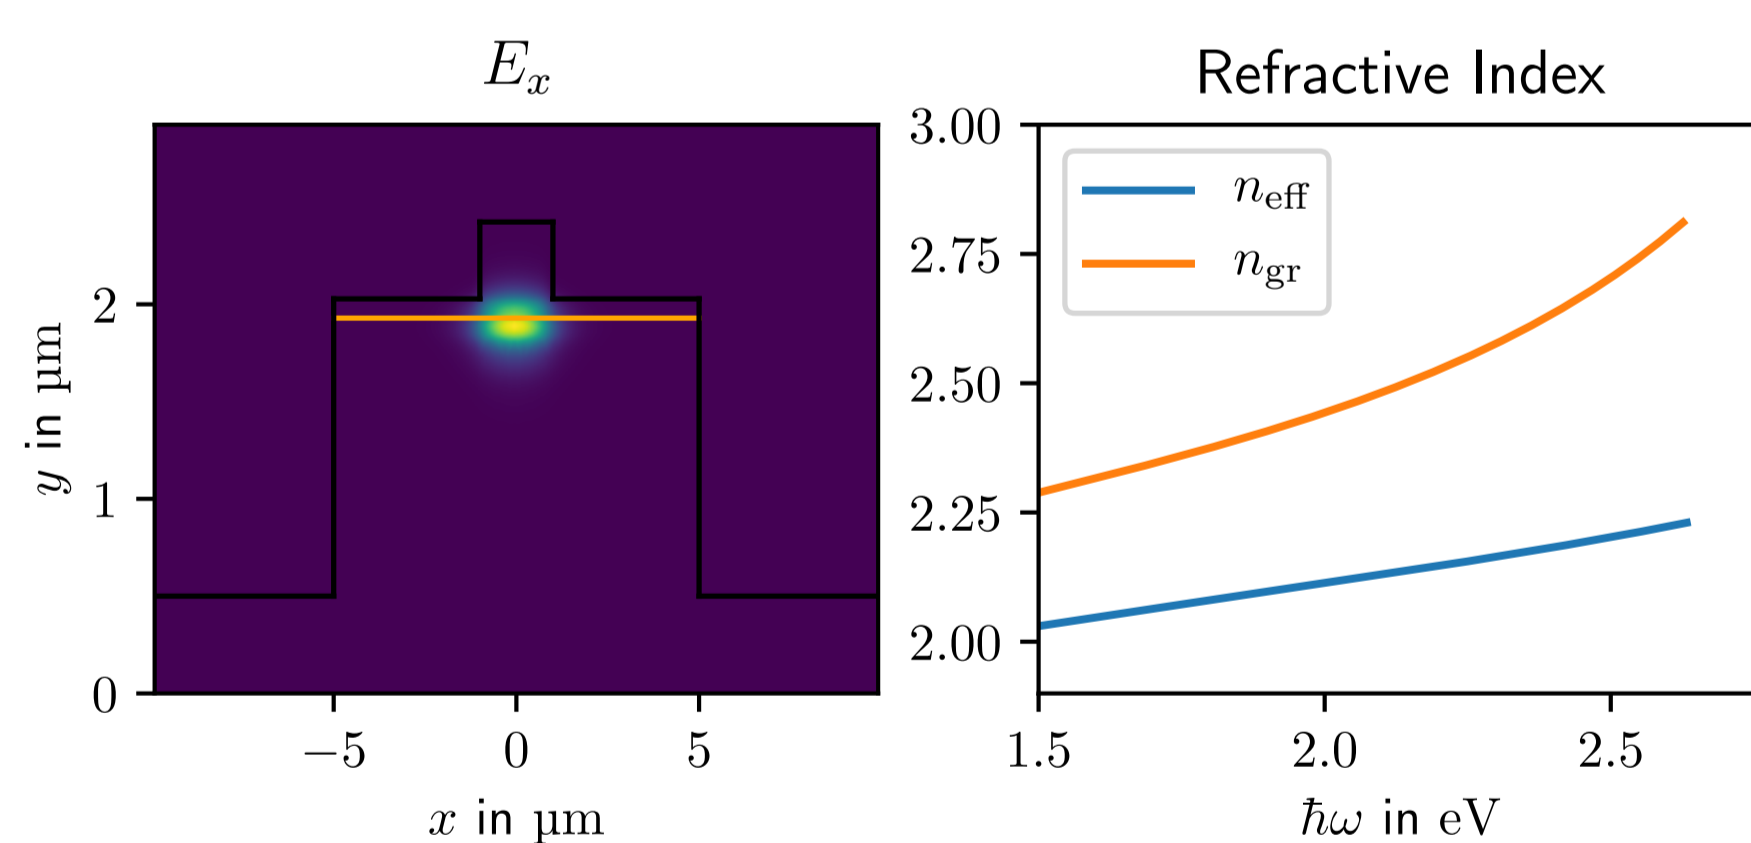 Eₓ
y in µm
2
1
0
−5 0 5
x in µm
Refractive Index
3.00
2.75
2.50
2.25
2.00
n_eff
n_gr
1.5 2.0 2.5
ħω in eV